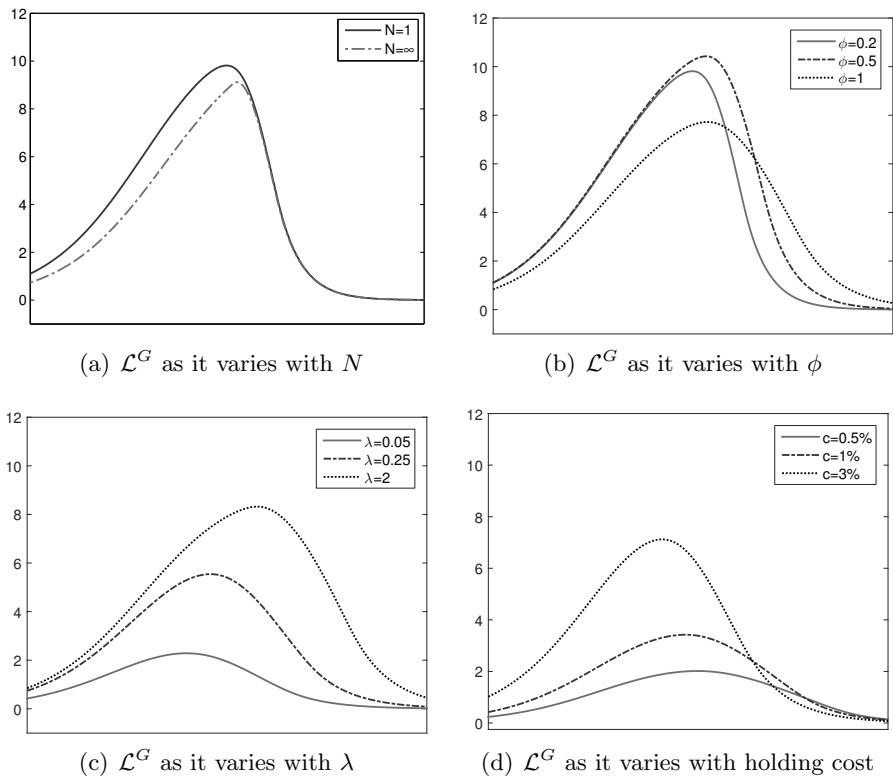 12
10
8
6
4
2
0
N=1
N=∞
(a) ℒ^G as it varies with N
12
10
8
6
4
2
0
ϕ=0.2
ϕ=0.5
ϕ=1
(b) ℒ^G as it varies with ϕ
12
10
8
6
4
2
0
λ=0.05
λ=0.25
λ=2
(c) ℒ^G as it varies with λ
12
10
8
6
4
2
0
c=0.5%
c=1%
c=3%
(d) ℒ^G as it varies with holding cost